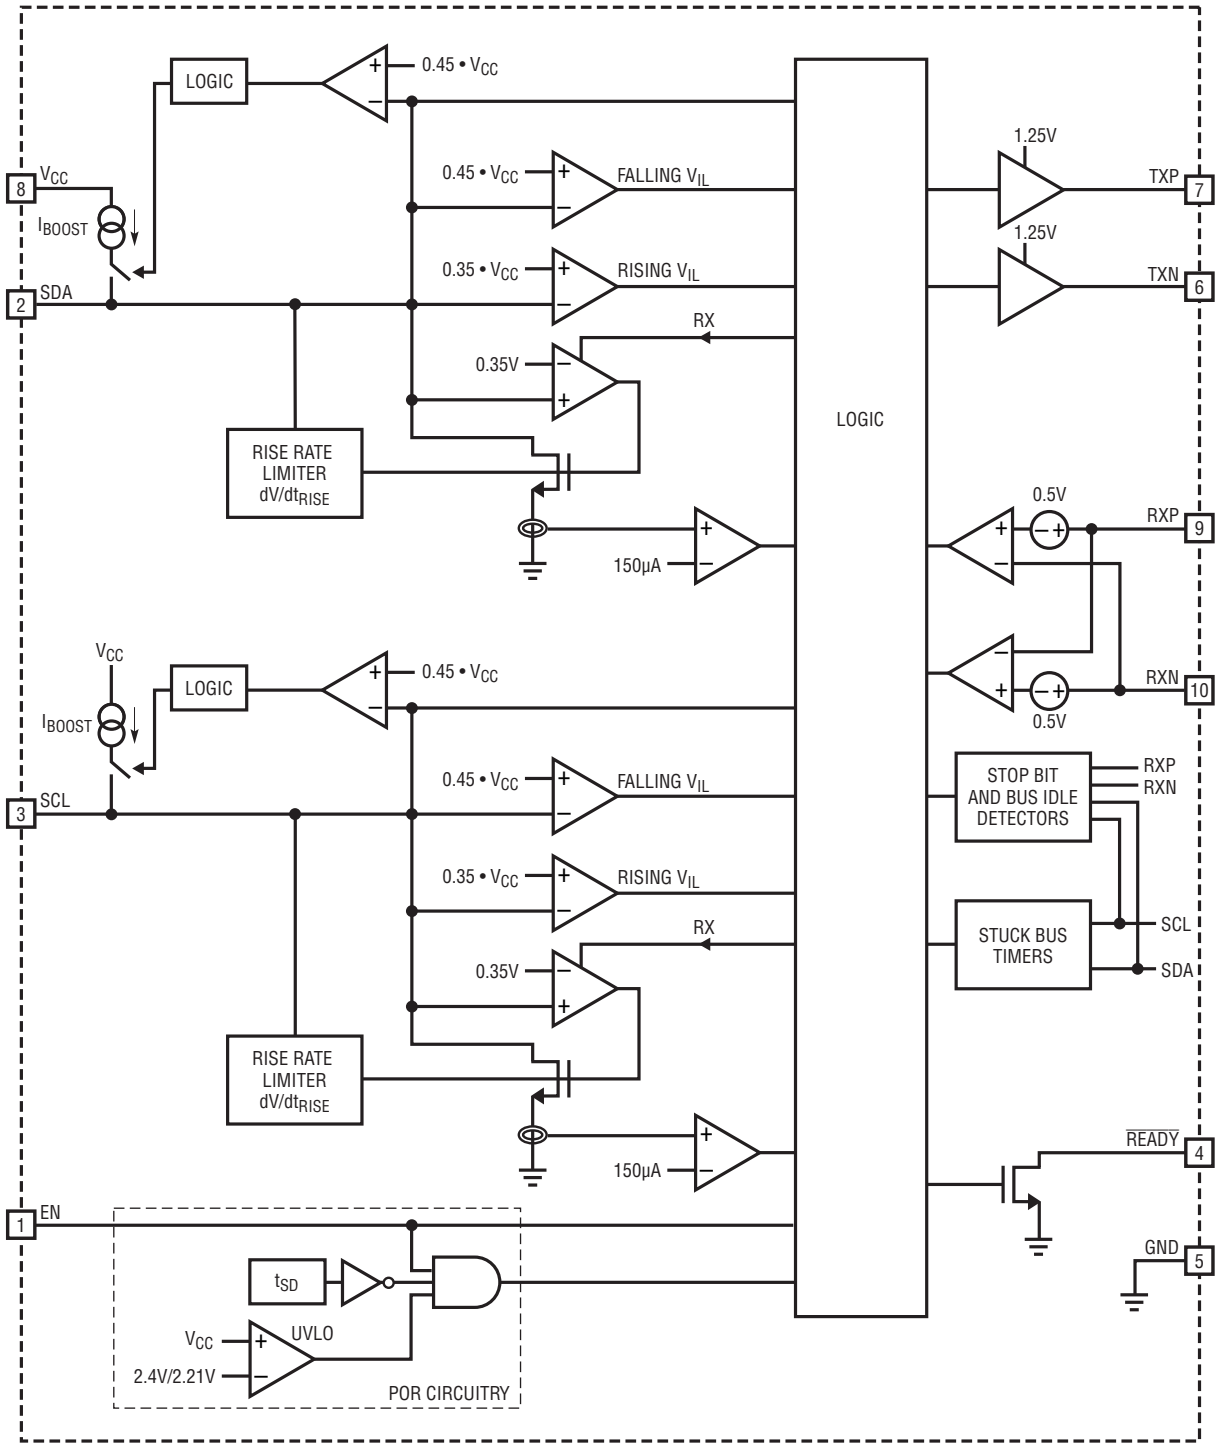 LOGIC
+
0.45 • VCC
−
8
VCC
IBOOST
0.45 • VCC
+
−
FALLING VIL
0.35 • VCC
+
−
RISING VIL
2
SDA
RX
0.35V
−
+
RISE RATE
LIMITER
dV/dtRISE
+
150µA
−
LOGIC
1.25V
TXP
7
1.25V
TXN
6
0.5V
+
− +
RXP
9
−
−
+
− +
0.5V
RXN
10
VCC
LOGIC
+
0.45 • VCC
−
IBOOST
0.45 • VCC
+
−
FALLING VIL
3
SCL
0.35 • VCC
+
−
RISING VIL
RX
0.35V
−
+
RISE RATE
LIMITER
dV/dtRISE
+
150µA
−
STOP BIT
AND BUS IDLE
DETECTORS
RXP
RXN
STUCK BUS
TIMERS
SCL
SDA
READY
4
GND
5
1
EN
tSD
VCC
+
UVLO
2.4V/2.21V
−
POR CIRCUITRY